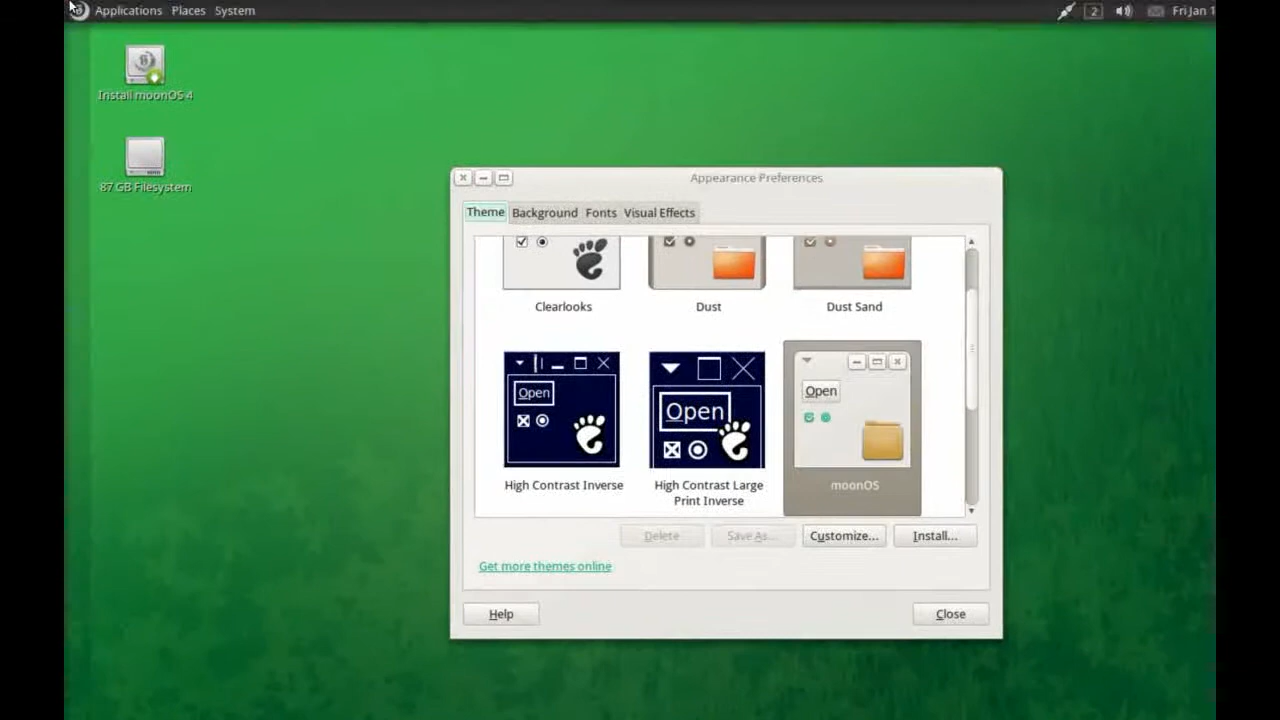 Applications Places System
2
Fri Jan 1
Install moonOS 4
87 GB Filesystem
Appearance Preferences
Theme Background Fonts Visual Effects
Clearlooks
Dust
Dust Sand
Open
Open
Open
High Contrast Inverse
High Contrast Large
Print Inverse
moonOS
Delete
Save As...
Customize...
Install...
Get more themes online
Help
Close